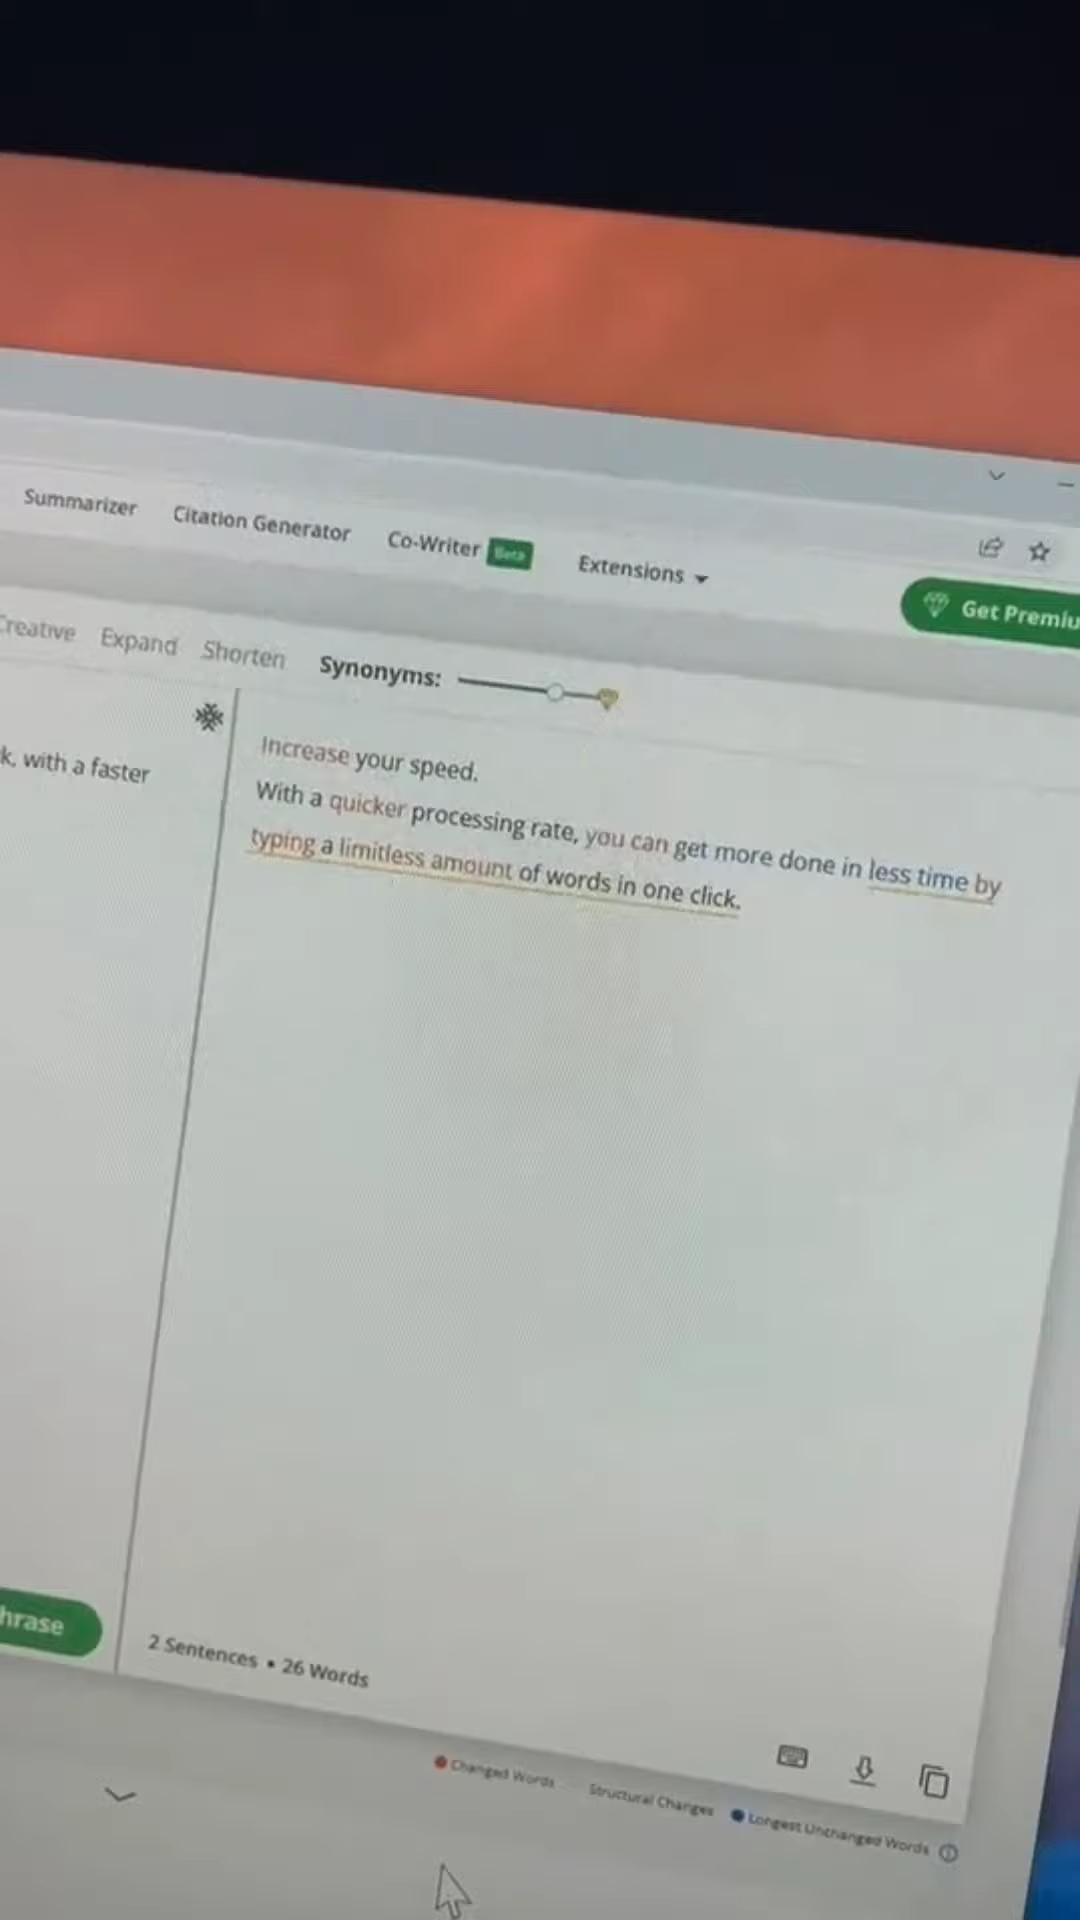 Summarizer Citation Generator Co-Writer Beta Extensions
Get Premiu
Creative Expand Shorten Synonyms:
k, with a faster
Increase your speed.
With a quicker processing rate, you can get more done in less time by
typing a limitless amount of words in one click.
hrase
2 Sentences • 26 Words
Changed Words Structural Changes Longest Unchanged Words